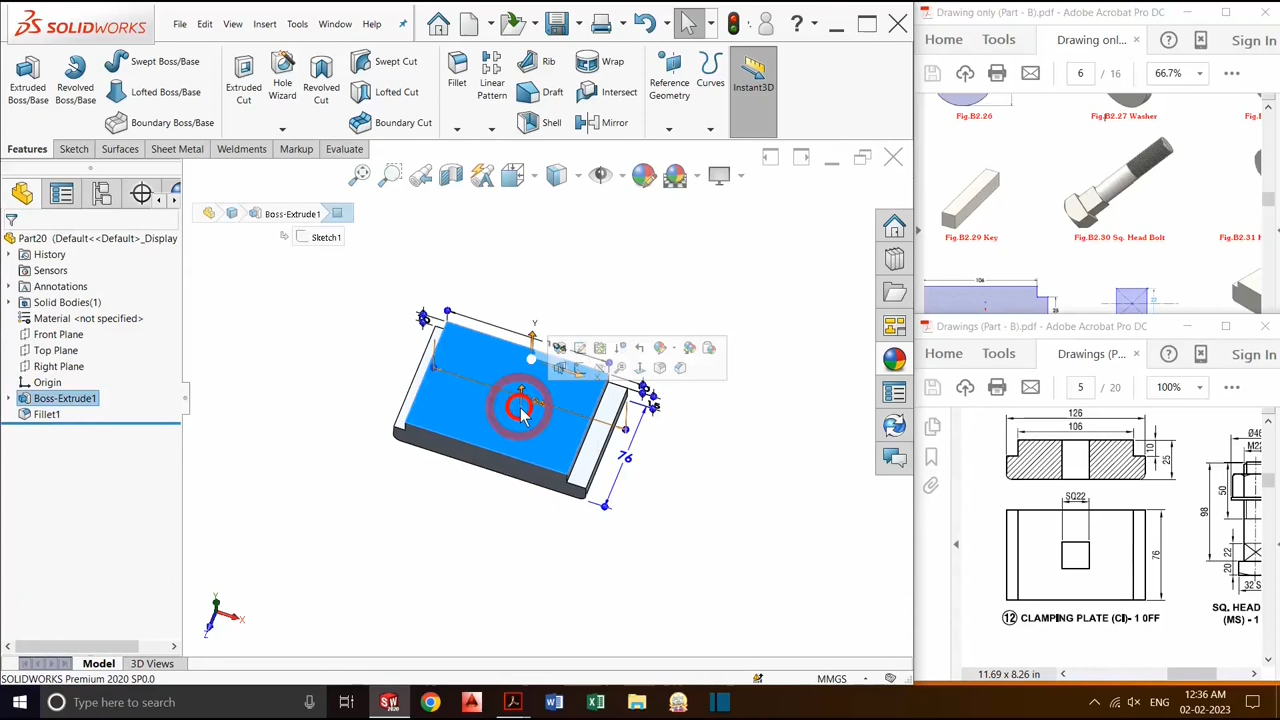 SOLIDWORKS
File Edit View Insert Tools Window Help
Extruded Boss/Base
Revolved Boss/Base
Swept Boss/Base
Lofted Boss/Base
Boundary Boss/Base
Extruded Cut
Hole Wizard
Revolved Cut
Swept Cut
Lofted Cut
Boundary Cut
Fillet
Linear Pattern
Rib
Draft
Shell
Wrap
Intersect
Mirror
Reference Geometry
Curves
Instant3D
Features Sketch Surfaces Sheet Metal Weldments Markup Evaluate
Boss-Extrude1
Sketch1
Part20 (Default<<Default>_Display
History
Sensors
Annotations
Solid Bodies(1)
Material <not specified>
Front Plane
Top Plane
Right Plane
Origin
Boss-Extrude1
Fillet1
Y
76
Y
X
Z
Model 3D Views
SOLIDWORKS Premium 2020 SP0.0
MMGS
Drawing only (Part - B).pdf - Adobe Acrobat Pro DC
Home Tools Drawing onl... Sign In
6 / 16 66.7%
Fig.B2.26
Fig.B2.27 Washer
Fig.B2.29 Key
Fig.B2.30 Sq. Head Bolt
Fig.B2.31
106
25
Drawings (Part - B).pdf - Adobe Acrobat Pro DC
Home Tools Drawings (P... Sign In
5 / 20 100%
126
106
10
25
SQ22
76
12 CLAMPING PLATE (CI)- 1 0FF
Ø46
M22
50
98
22
20
32 S
SQ. HEAD
(MS) - 1
11.69 x 8.26 in
Type here to search
ENG
12:36 AM
02-02-2023